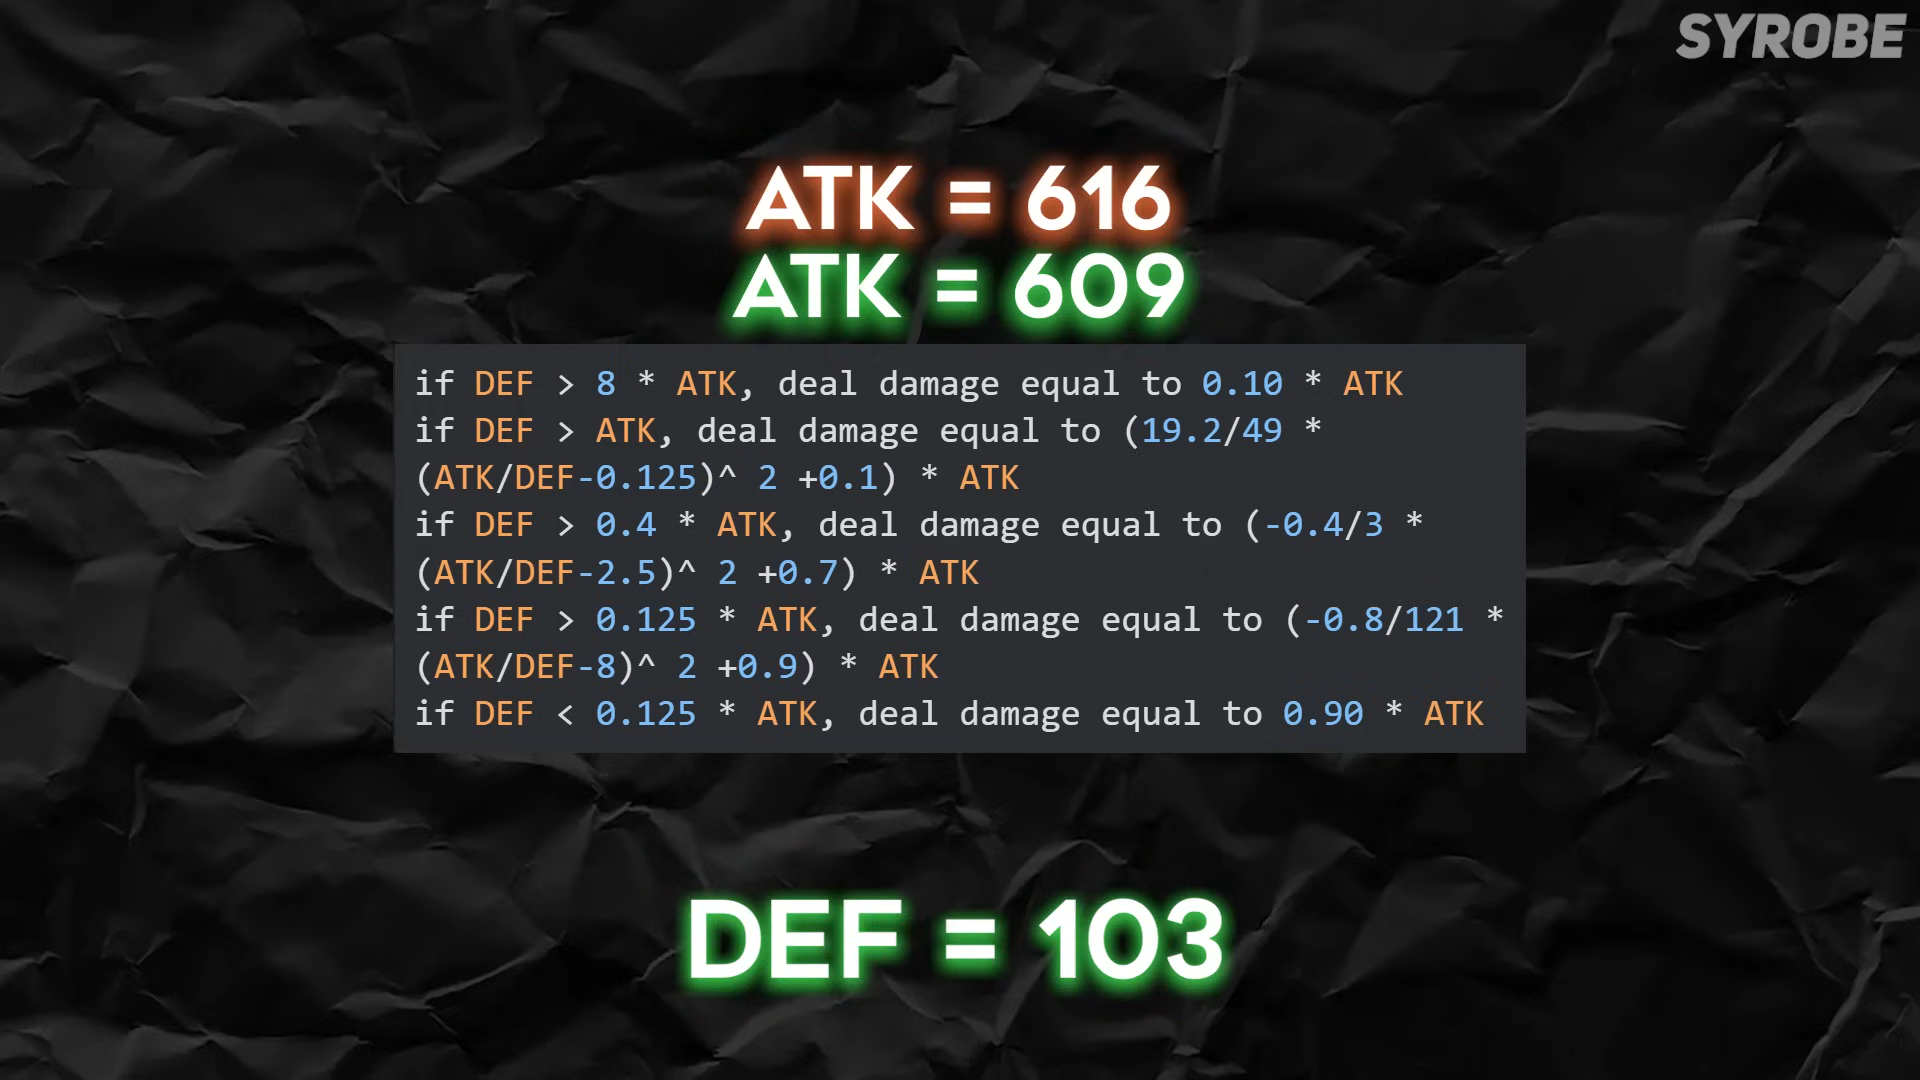 SYROBE
ATK = 616
ATK = 609
if DEF > 8 * ATK, deal damage equal to 0.10 * ATK
if DEF > ATK, deal damage equal to (19.2/49 *
(ATK/DEF-0.125)^ 2 +0.1) * ATK
if DEF > 0.4 * ATK, deal damage equal to (-0.4/3 *
(ATK/DEF-2.5)^ 2 +0.7) * ATK
if DEF > 0.125 * ATK, deal damage equal to (-0.8/121 *
(ATK/DEF-8)^ 2 +0.9) * ATK
if DEF < 0.125 * ATK, deal damage equal to 0.90 * ATK
DEF = 103